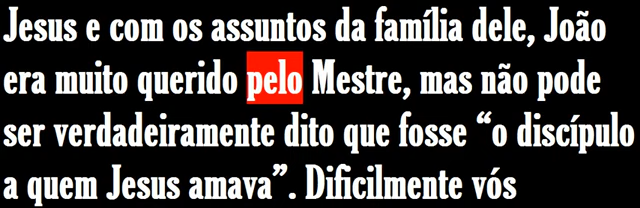 Jesus e com os assuntos da família dele, João
era muito querido pelo Mestre, mas não pode
ser verdadeiramente dito que fosse “o discípulo
a quem Jesus amava”. Dificilmente vós